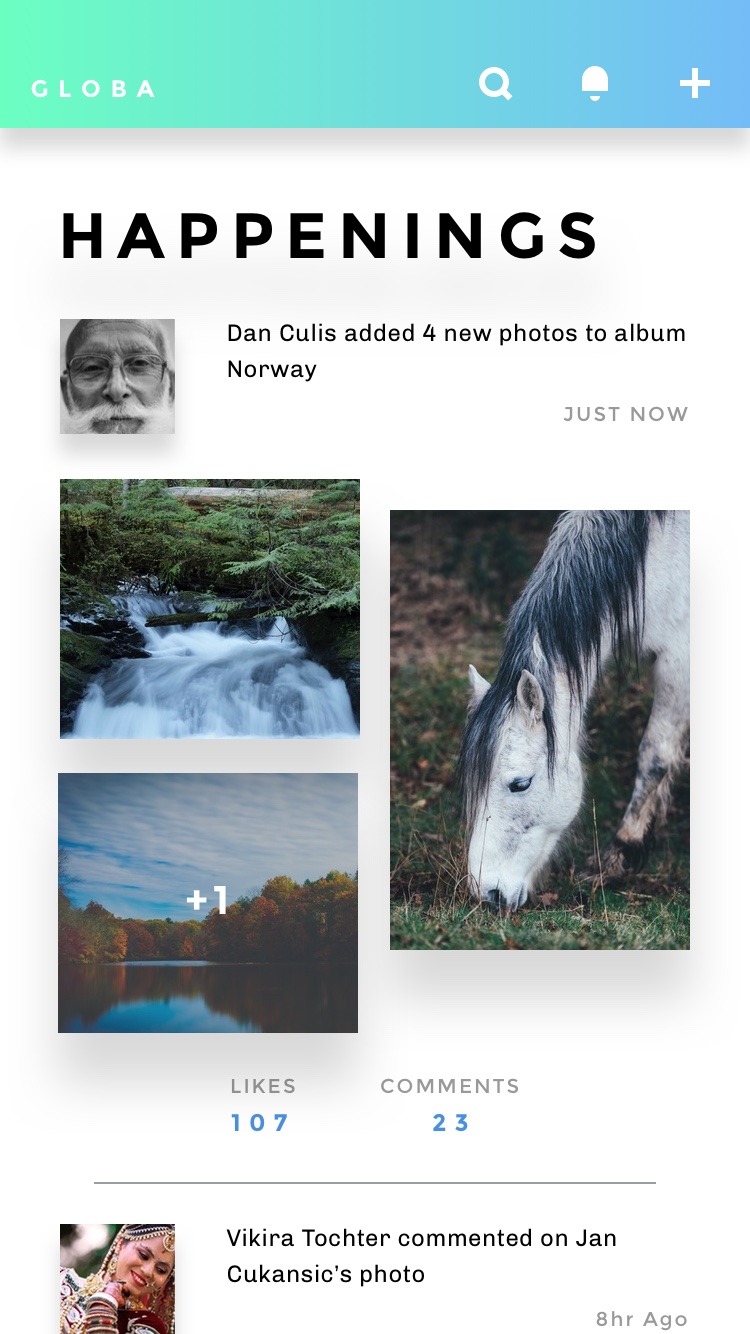 GLOBA
HAPPENINGS
Dan Culis added 4 new photos to album
Norway
JUST NOW
+1
LIKES
107
COMMENTS
23
Vikira Tochter commented on Jan
Cukansic’s photo
8hr Ago